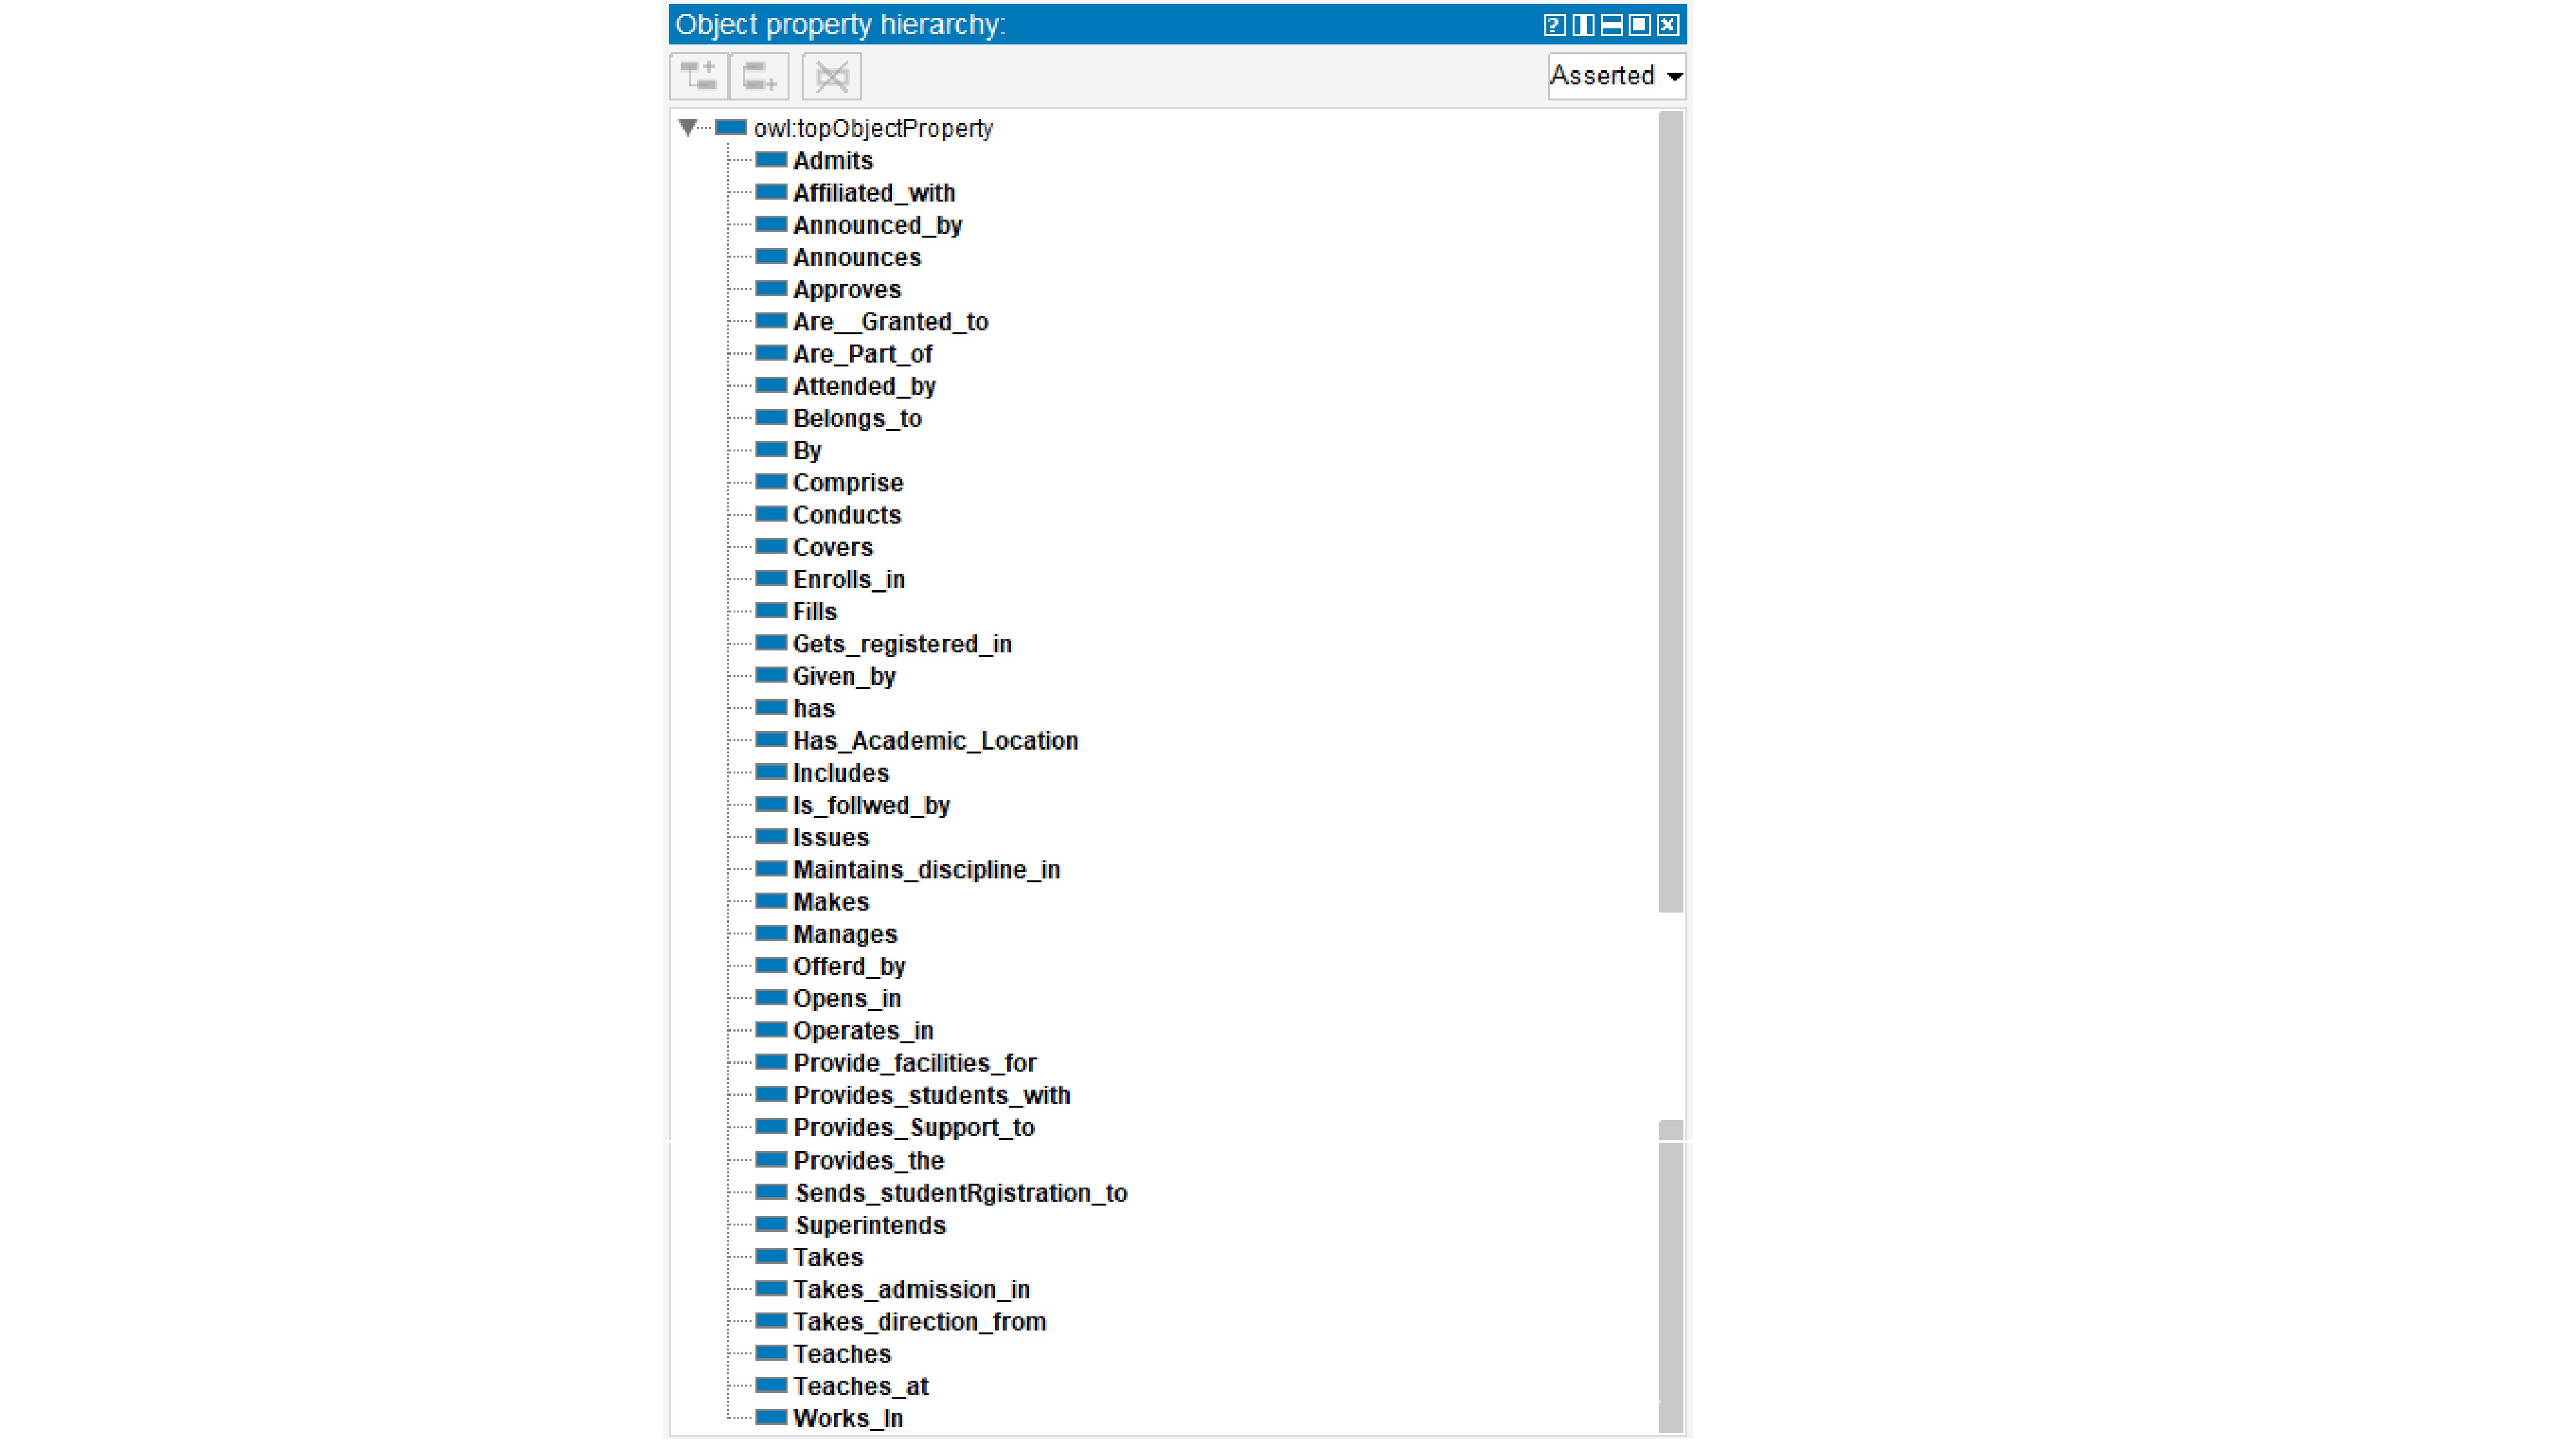 Object property hierarchy:
Asserted
owl:topObjectProperty
Admits
Affiliated_with
Announced_by
Announces
Approves
Are__Granted_to
Are_Part_of
Attended_by
Belongs_to
By
Comprise
Conducts
Covers
Enrolls_in
Fills
Gets_registered_in
Given_by
has
Has_Academic_Location
Includes
Is_follwed_by
Issues
Maintains_discipline_in
Makes
Manages
Offerd_by
Opens_in
Operates_in
Provide_facilities_for
Provides_students_with
Provides_Support_to
Provides_the
Sends_studentRgistration_to
Superintends
Takes
Takes_admission_in
Takes_direction_from
Teaches
Teaches_at
Works_In